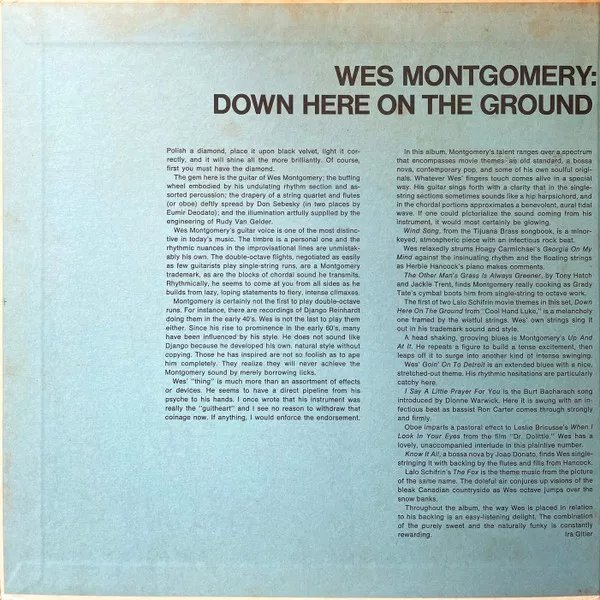 WES MONTGOMERY:
DOWN HERE ON THE GROUND
Polish a diamond, place it upon black velvet, light it cor-
rectly, and it will shine all the more brilliantly. Of course,
first you must have the diamond.
The gem here is the guitar of Wes Montgomery; the buffing
wheel embodied by his undulating rhythm section and as-
sorted percussion; the drapery of a string quartet and flutes
(or oboe) deftly spread by Don Sebesky (in two places by
Eumir Deodato); and the illumination artfully supplied by the
engineering of Rudy Van Gelder.
Wes Montgomery's guitar voice is one of the most distinc-
tive in today's music. The timbre is a personal one and the
rhythmic nuances in the improvisational lines are unmistak-
ably his own. The double-octave flights, negotiated as easily
as few guitarists play single-string runs, are a Montgomery
trademark, as are the blocks of chordal sound he transmits.
Rhythmically, he seems to come at you from all sides as he
builds from lazy, loping statements to fiery, intense climaxes.
Montgomery is certainly not the first to play double-octave
runs. For instance, there are recordings of Django Reinhardt
doing them in the early 40's. Wes is not the last to play them
either. Since his rise to prominence in the early 60's, many
have been influenced by his style. He does not sound like
Django because he developed his own, natural style without
copying. Those he has inspired are not so foolish as to ape
him completely. They realize they will never achieve the
Montgomery sound by merely borrowing licks.
Wes' "thing" is much more than an assortment of effects
or devices. He seems to have a direct pipeline from his
psyche to his hands. I once wrote that his instrument was
really the "guitheart" and I see no reason to withdraw that
coinage now. If anything, I would enforce the endorsement.
In this album, Montgomery's talent ranges over a spectrum
that encompasses movie themes, an old standard, a bossa
nova, contemporary pop, and some of his own soulful origi-
nals. Whatever Wes' fingers touch comes alive in a special
way. His guitar sings forth with a clarity that in the single-
string sections sometimes sounds like a hip harpsichord, and
in the chordal portions approximates a benevolent, aural tidal
wave. If one could pictorialize the sound coming from his
instrument, it would most certainly be glowing.
Wind Song, from the Tijuana Brass songbook, is a minor-
keyed, atmospheric piece with an infectious rock beat.
Wes relaxedly strums Hoagy Carmichael's Georgia On My
Mind against the insinuating rhythm and the floating strings
as Herbie Hancock's piano makes comments.
The Other Man's Grass Is Always Greener, by Tony Hatch
and Jackie Trent, finds Montgomery really cooking as Grady
Tate's cymbal boots him from single-string to octave work.
The first of two Lalo Schifrin movie themes in this set, Down
Here On The Ground from "Cool Hand Luke," is a melancholy
one framed by the wistful strings. Wes' own strings sing it
out in his trademark sound and style.
A head shaking, grooving blues is Montgomery's Up And
At It. He repeats a figure to build a tense excitement, then
leaps off it to surge into another kind of intense swinging.
Wes' Goin' On To Detroit is an extended blues with a nice,
stretched-out theme. His rhythmic hesitations are particularly
catchy here.
I Say A Little Prayer For You is the Burt Bacharach song
introduced by Dionne Warwick. Here it is swung with an in-
fectious beat as bassist Ron Carter comes through strongly
and firmly.
Oboe imparts a pastoral effect to Leslie Bricusse's When I
Look In Your Eyes from the film "Dr. Dolittle." Wes has a
lovely, unaccompanied interlude in this plaintive number.
Know It All, a bossa nova by Joao Donato, finds Wes single-
stringing it with backing by the flutes and fills from Hancock.
Lalo Schifrin's The Fox is the theme music from the picture
of the same name. The doleful air conjures up visions of the
bleak Canadian countryside as Wes octave jumps over the
snow banks.
Throughout the album, the way Wes is placed in relation
to his backing is an easy-listening delight. The combination
of the purely sweet and the naturally funky is constantly
rewarding. Ira Gitler